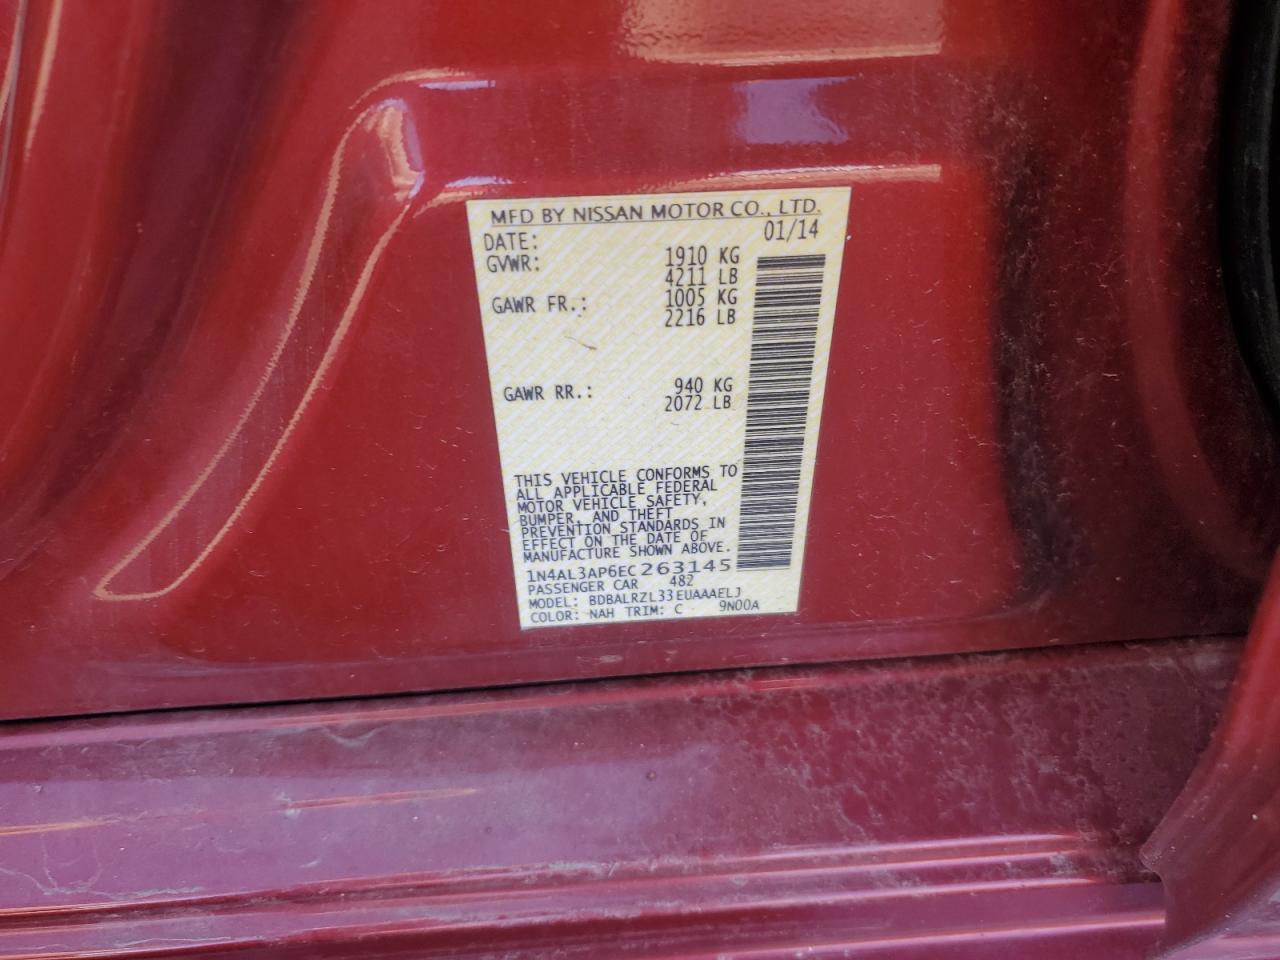 MFD BY NISSAN MOTOR CO., LTD.
DATE: 01/14
GVWR: 1910 KG
4211 LB
GAWR FR.: 1005 KG
2216 LB
GAWR RR.: 940 KG
2072 LB
THIS VEHICLE CONFORMS TO
ALL APPLICABLE FEDERAL
MOTOR VEHICLE SAFETY,
BUMPER, AND THEFT
PREVENTION STANDARDS IN
EFFECT ON THE DATE OF
MANUFACTURE SHOWN ABOVE.
1N4AL3AP6EC263145
PASSENGER CAR 482
MODEL: BDBALRZL33EUAAAELJ
COLOR: NAH TRIM: C 9N00A